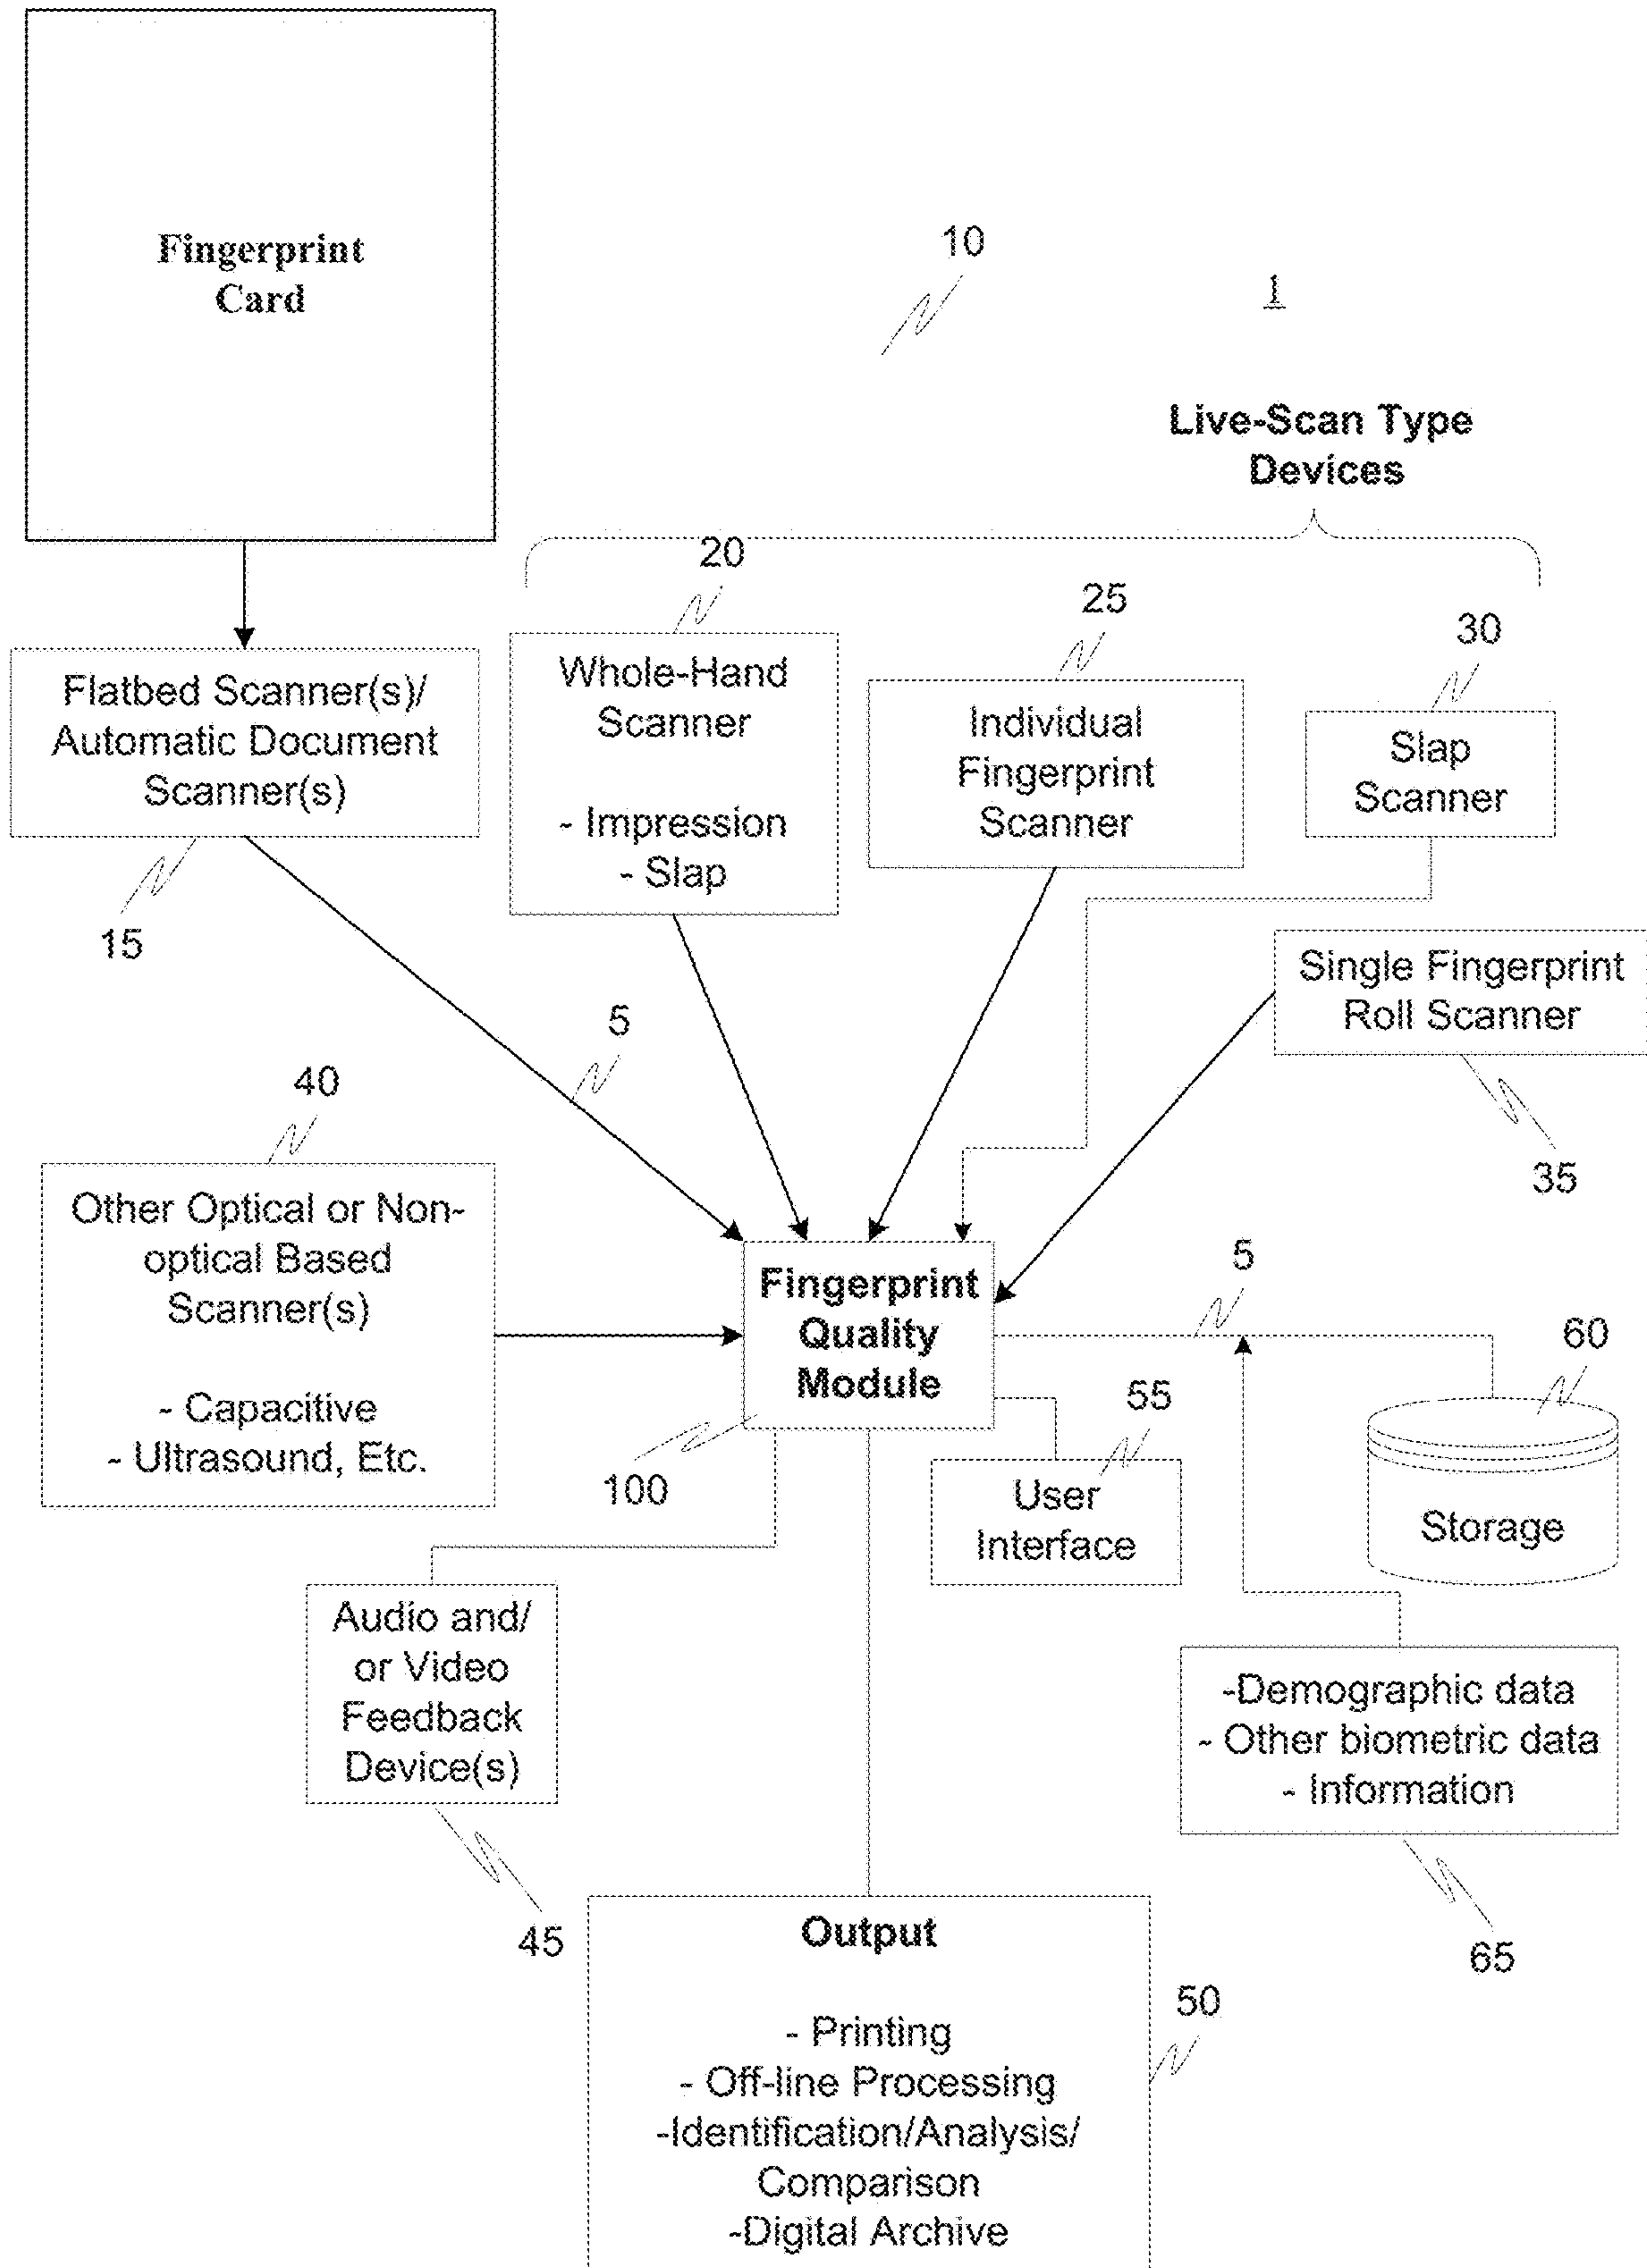 Fingerprint
Card
10
1
Live-Scan Type
Devices
20
25
30
Flatbed Scanner(s)/
Automatic Document
Scanner(s)
15
Whole-Hand
Scanner
- Impression
- Slap
Individual
Fingerprint
Scanner
Slap
Scanner
Single Fingerprint
Roll Scanner
35
5
40
Other Optical or Non-
optical Based
Scanner(s)
- Capacitive
- Ultrasound, Etc.
Fingerprint
Quality
Module
100
5
60
55
User
Interface
Storage
Audio and/
or Video
Feedback
Device(s)
45
-Demographic data
- Other biometric data
- Information
65
Output
- Printing
- Off-line Processing
-Identification/Analysis/
Comparison
-Digital Archive
50